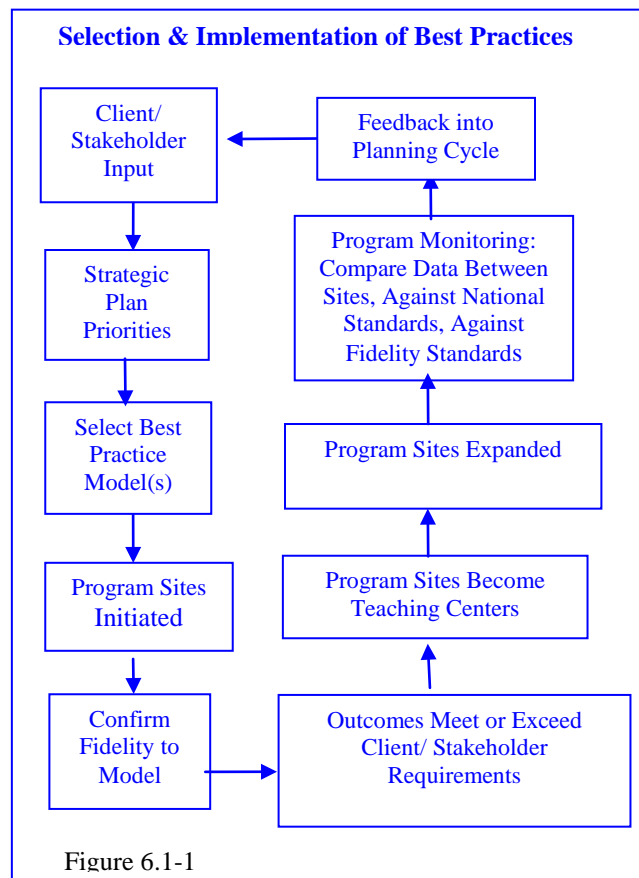 Selection & Implementation of Best Practices
Client/
Stakeholder
Input
Strategic
Plan
Priorities
Select Best
Practice
Model(s)
Program Sites
Initiated
Confirm
Fidelity to
Model
Outcomes Meet or Exceed
Client/ Stakeholder
Requirements
Program Sites Become
Teaching Centers
Program Sites Expanded
Program Monitoring:
Compare Data Between
Sites, Against National
Standards, Against
Fidelity Standards
Feedback into
Planning Cycle
Figure 6.1-1